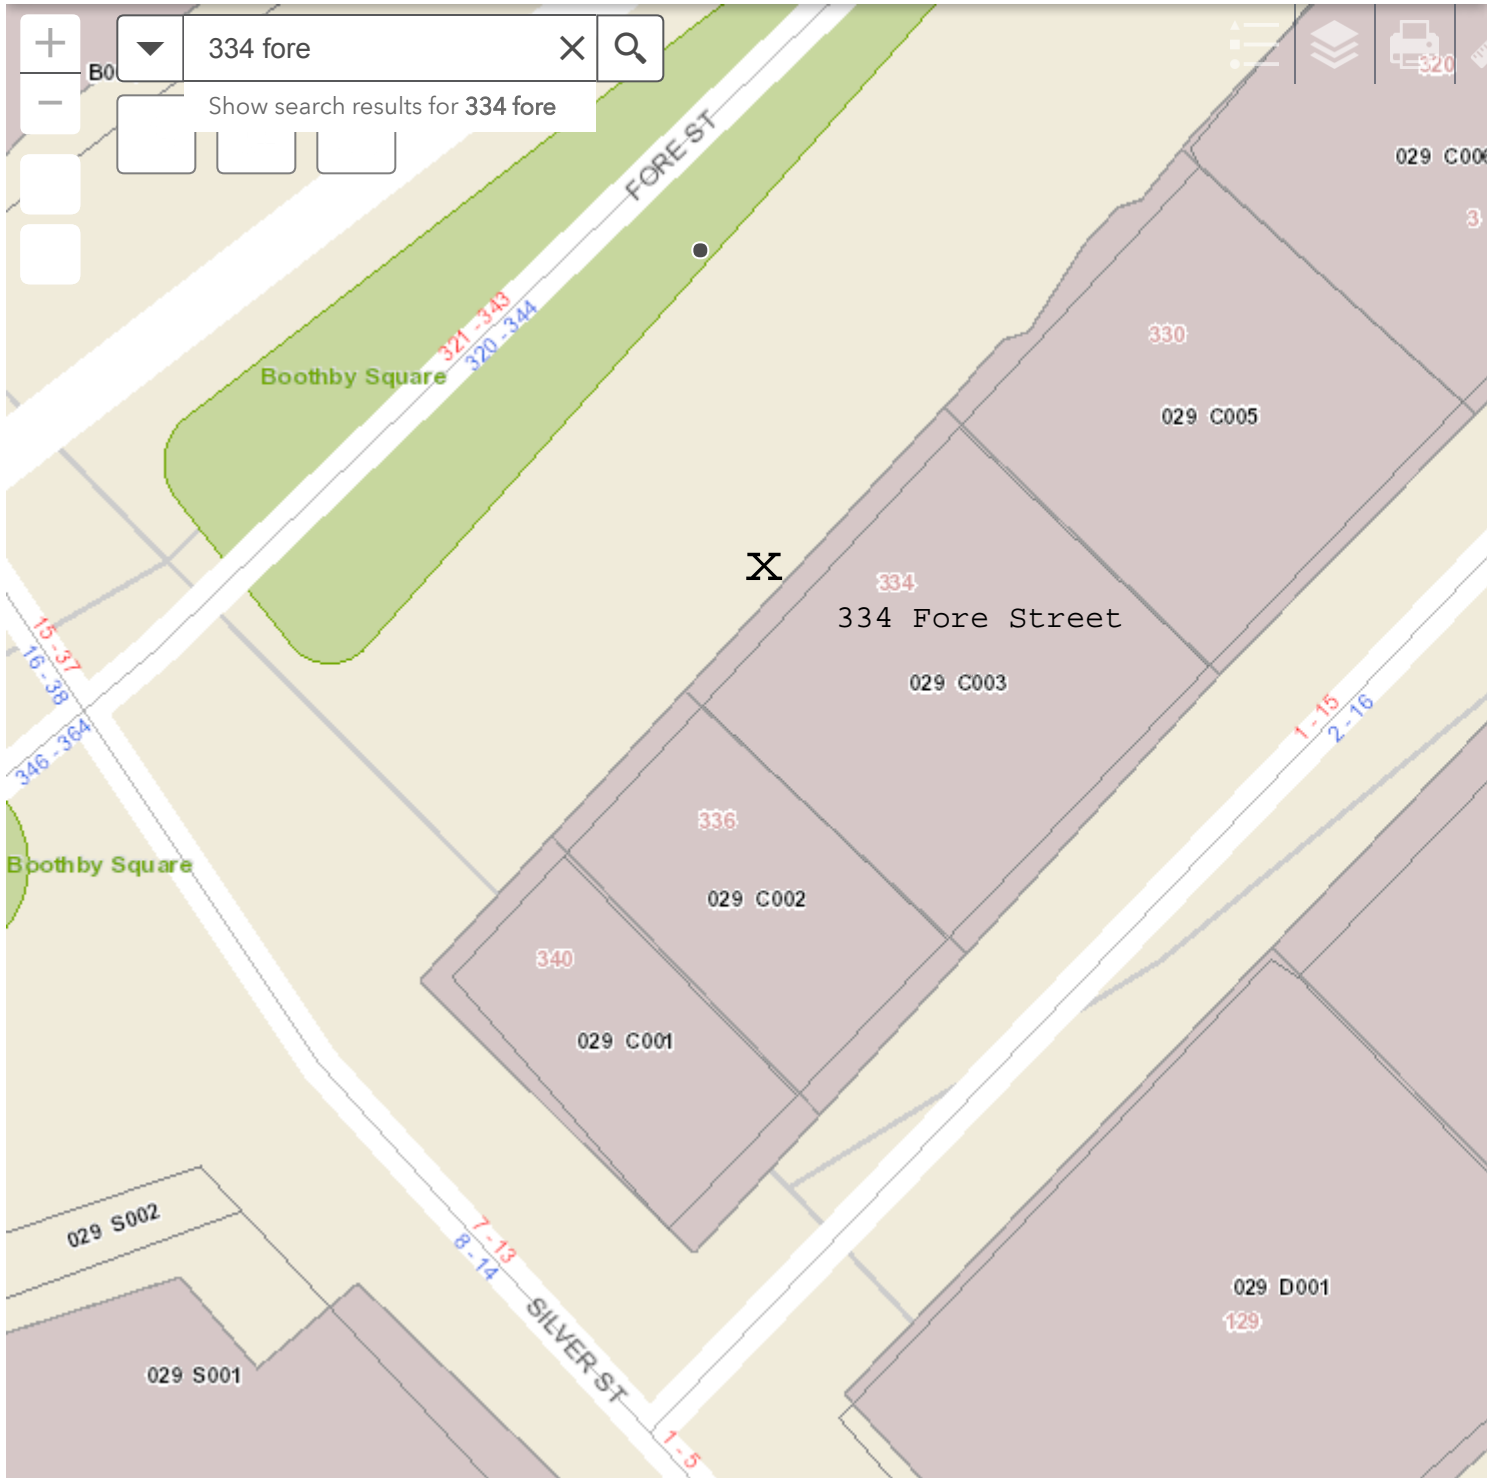 334 fore
Show search results for 334 fore
320
029 C006
3
FORE ST
321 - 343
320 - 344
Boothby Square
330
029 C005
X
334
334 Fore Street
029 C003
15 - 37
16 - 38
346 - 364
1 - 15
2 - 16
336
029 C002
Boothby Square
340
029 C001
029 S002
7 - 13
8 - 14
SILVER ST
029 S001
029 D001
129
1 - 5